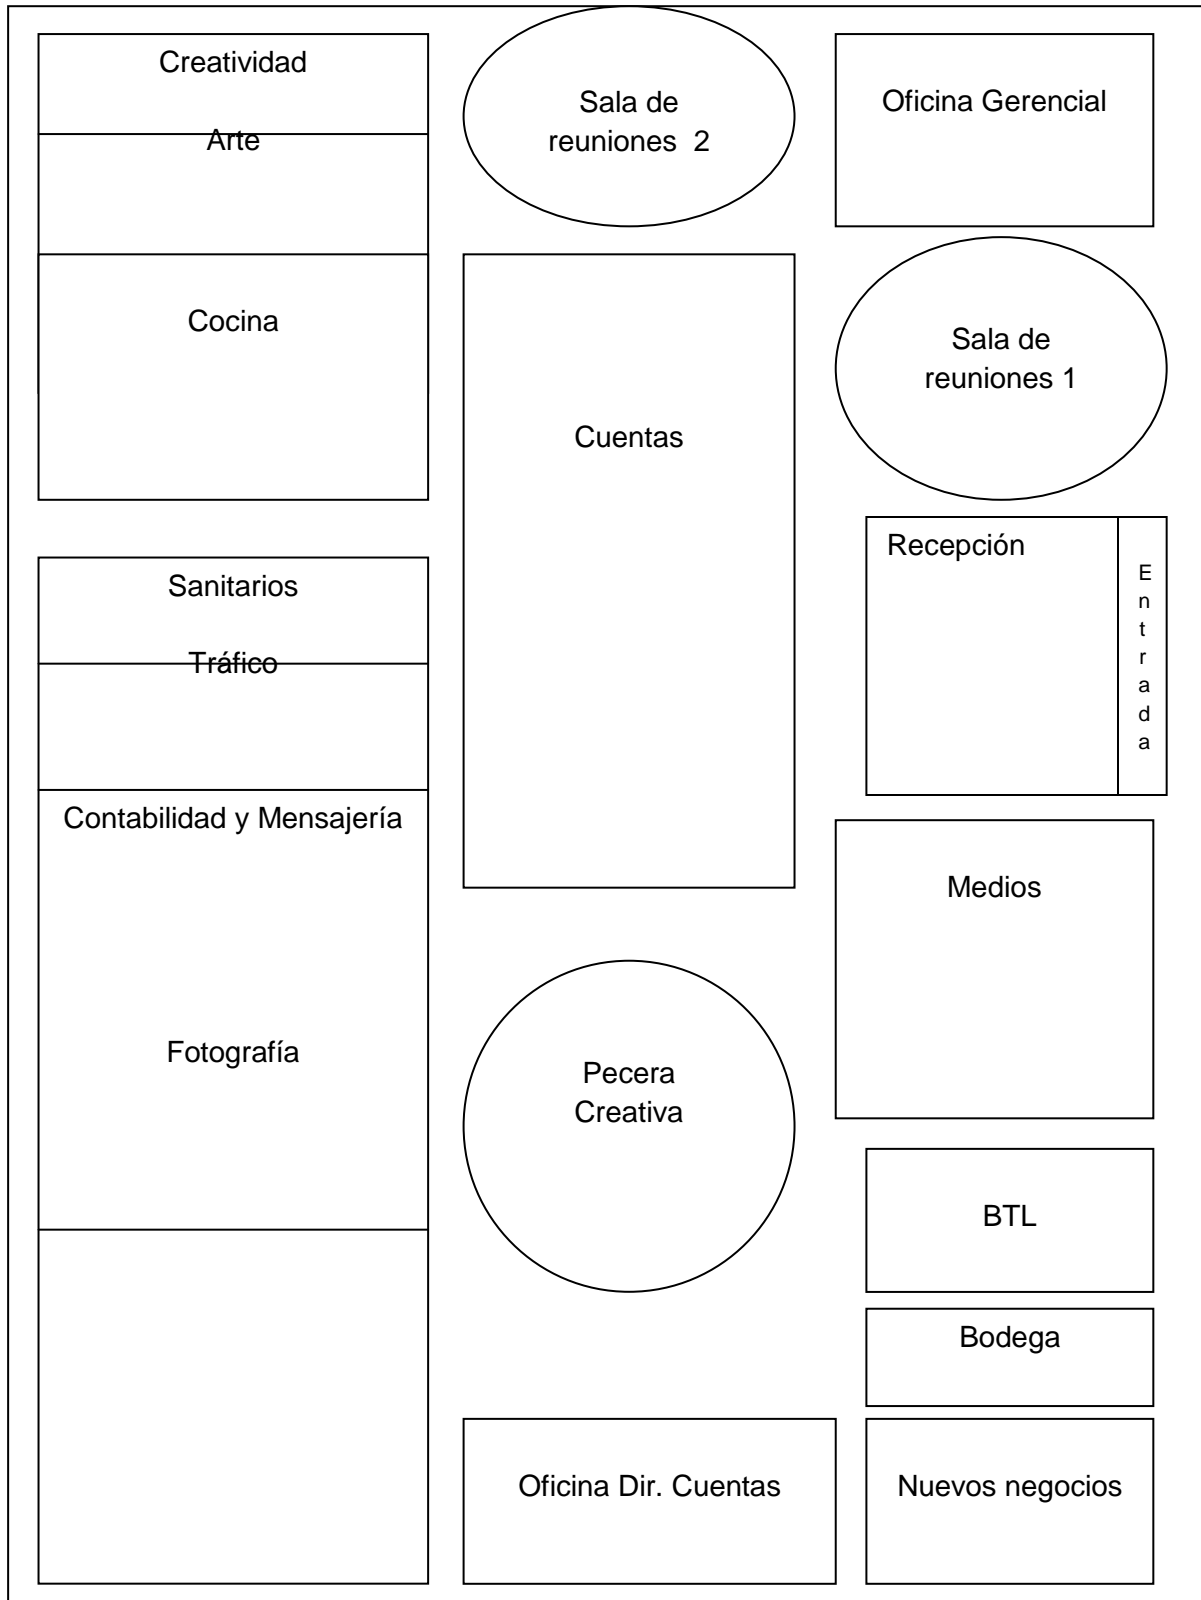 Creatividad
Arte
Cocina
Sanitarios
Tráfico
Contabilidad y Mensajería
Fotografía
Sala de
reuniones  2
Cuentas
Pecera
Creativa
Oficina Dir. Cuentas
Oficina Gerencial
Sala de
reuniones 1
Recepción
Entrada
Medios
BTL
Bodega
Nuevos negocios